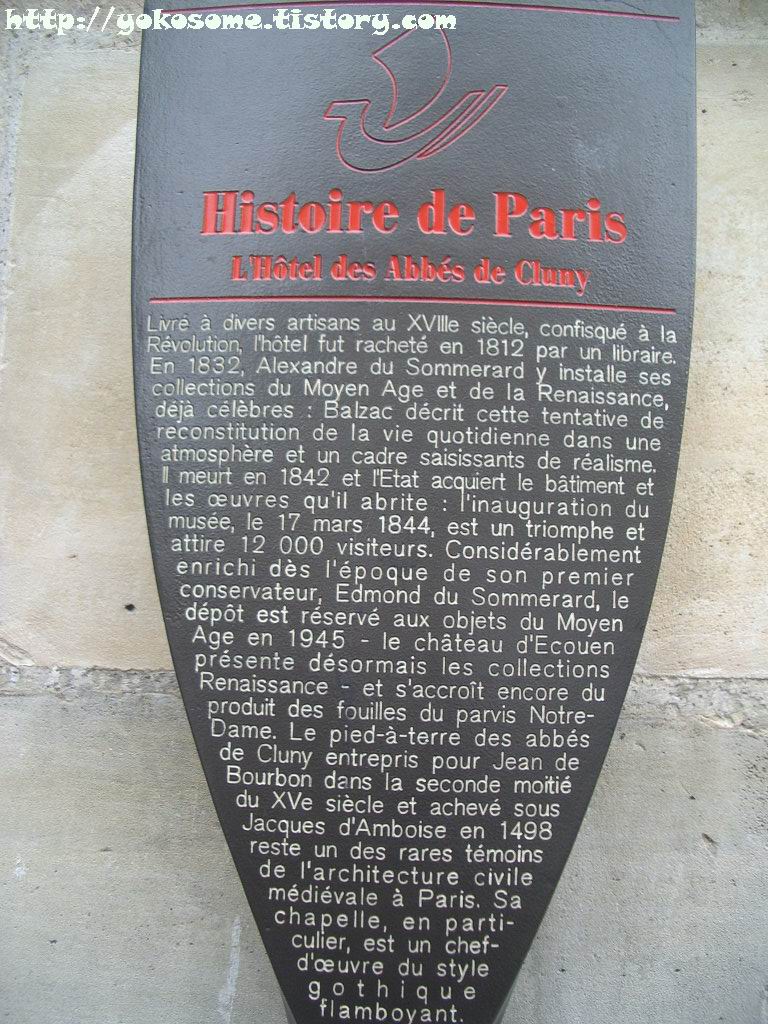 http://yokosome.tistory.com
Histoire de Paris
L'Hôtel des Abbés de Cluny
Livré à divers artisans au XVIIIe siècle, confisqué à la
Révolution, l'hôtel fut racheté en 1812 par un libraire.
En 1832, Alexandre du Sommerard y installe ses
collections du Moyen Age et de la Renaissance,
déjà célèbres : Balzac décrit cette tentative de
reconstitution de la vie quotidienne dans une
atmosphère et un cadre saisissants de réalisme.
Il meurt en 1842 et l'Etat acquiert le bâtiment et
les œuvres qu'il abrite : l'inauguration du
musée, le 17 mars 1844, est un triomphe et
attire 12 000 visiteurs. Considérablement
enrichi dès l'époque de son premier
conservateur, Edmond du Sommerard, le
dépôt est réservé aux objets du Moyen
Age en 1945 - le château d'Ecouen
présente désormais les collections
Renaissance - et s'accroît encore du
produit des fouilles du parvis Notre-
Dame. Le pied-à-terre des abbés
de Cluny entrepris pour Jean de
Bourbon dans la seconde moitié
du XVe siècle et achevé sous
Jacques d'Amboise en 1498
reste un des rares témoins
de l'architecture civile
médiévale à Paris. Sa
chapelle, en parti-
culier, est un chef-
d'œuvre du style
gothique
flamboyant.